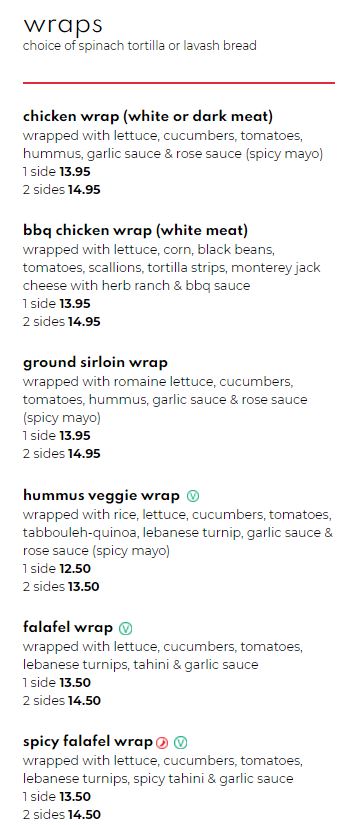 wraps
choice of spinach tortilla or lavash bread
chicken wrap (white or dark meat)
wrapped with lettuce, cucumbers, tomatoes,
hummus, garlic sauce & rose sauce (spicy mayo)
1 side 13.95
2 sides 14.95
bbq chicken wrap (white meat)
wrapped with lettuce, corn, black beans,
tomatoes, scallions, tortilla strips, monterey jack
cheese with herb ranch & bbq sauce
1 side 13.95
2 sides 14.95
ground sirloin wrap
wrapped with romaine lettuce, cucumbers,
tomatoes, hummus, garlic sauce & rose sauce
(spicy mayo)
1 side 13.95
2 sides 14.95
hummus veggie wrap V
wrapped with rice, lettuce, cucumbers, tomatoes,
tabbouleh-quinoa, lebanese turnip, garlic sauce &
rose sauce (spicy mayo)
1 side 12.50
2 sides 13.50
falafel wrap V
wrapped with lettuce, cucumbers, tomatoes,
lebanese turnips, tahini & garlic sauce
1 side 13.50
2 sides 14.50
spicy falafel wrap V
wrapped with lettuce, cucumbers, tomatoes,
lebanese turnips, spicy tahini & garlic sauce
1 side 13.50
2 sides 14.50